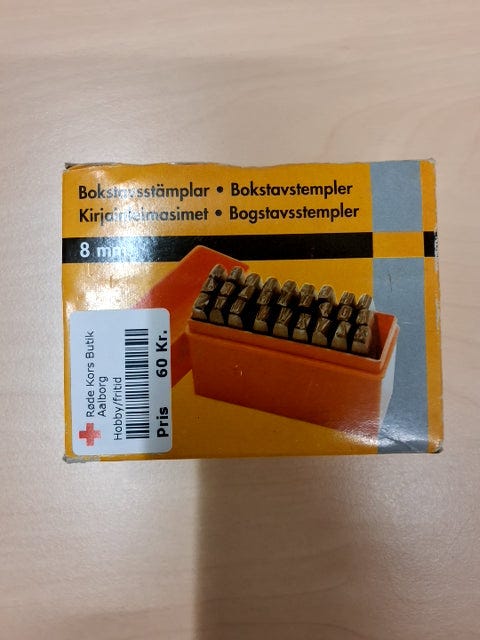 Bokstavsstämplar • Bokstavstempler
Kirjainleimasimet • Bogstavsstempler
8 mm
Røde Kors Butik
Aalborg
Hobby/fritid
Pris 60 Kr.